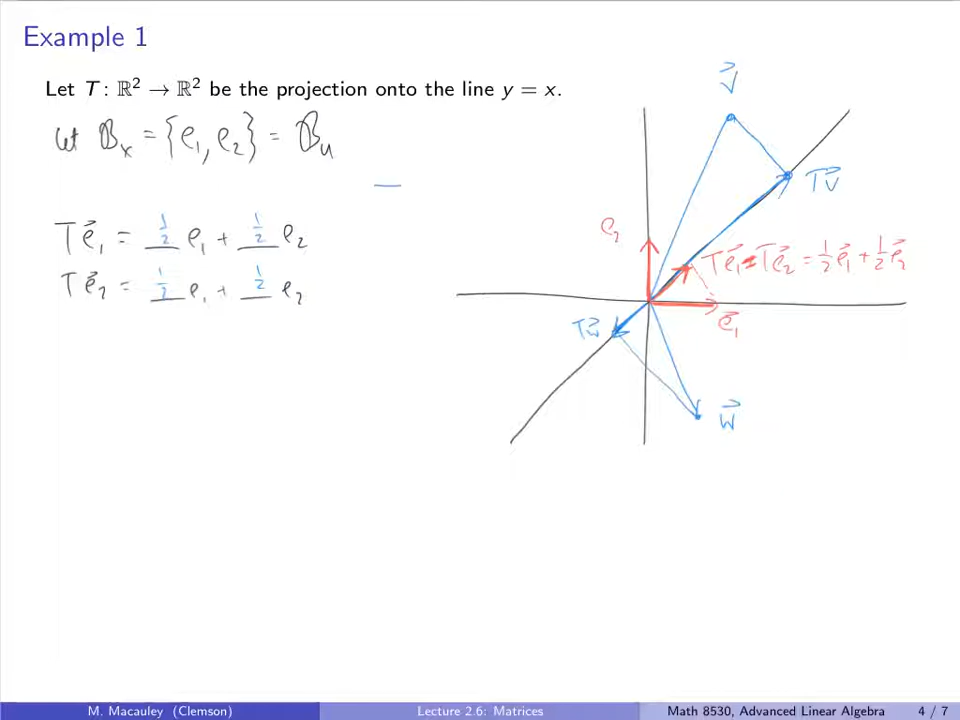 Example 1
Let T : ℝ² → ℝ² be the projection onto the line y = x.
Let 𝔅ₓ = {e₁, e₂} = 𝔅ᵤ
Te⃗₁ = 1/2 e₁ + 1/2 e₂
Te⃗₂ = 1/2 e₁ + 1/2 e₂
v⃗
Tv⃗
e₂
Te⃗₁ = Te⃗₂ = 1/2 e⃗₁ + 1/2 e⃗₂
e⃗₁
Tw⃗
w⃗
M. Macauley (Clemson)
Lecture 2.6: Matrices
Math 8530, Advanced Linear Algebra
4 / 7